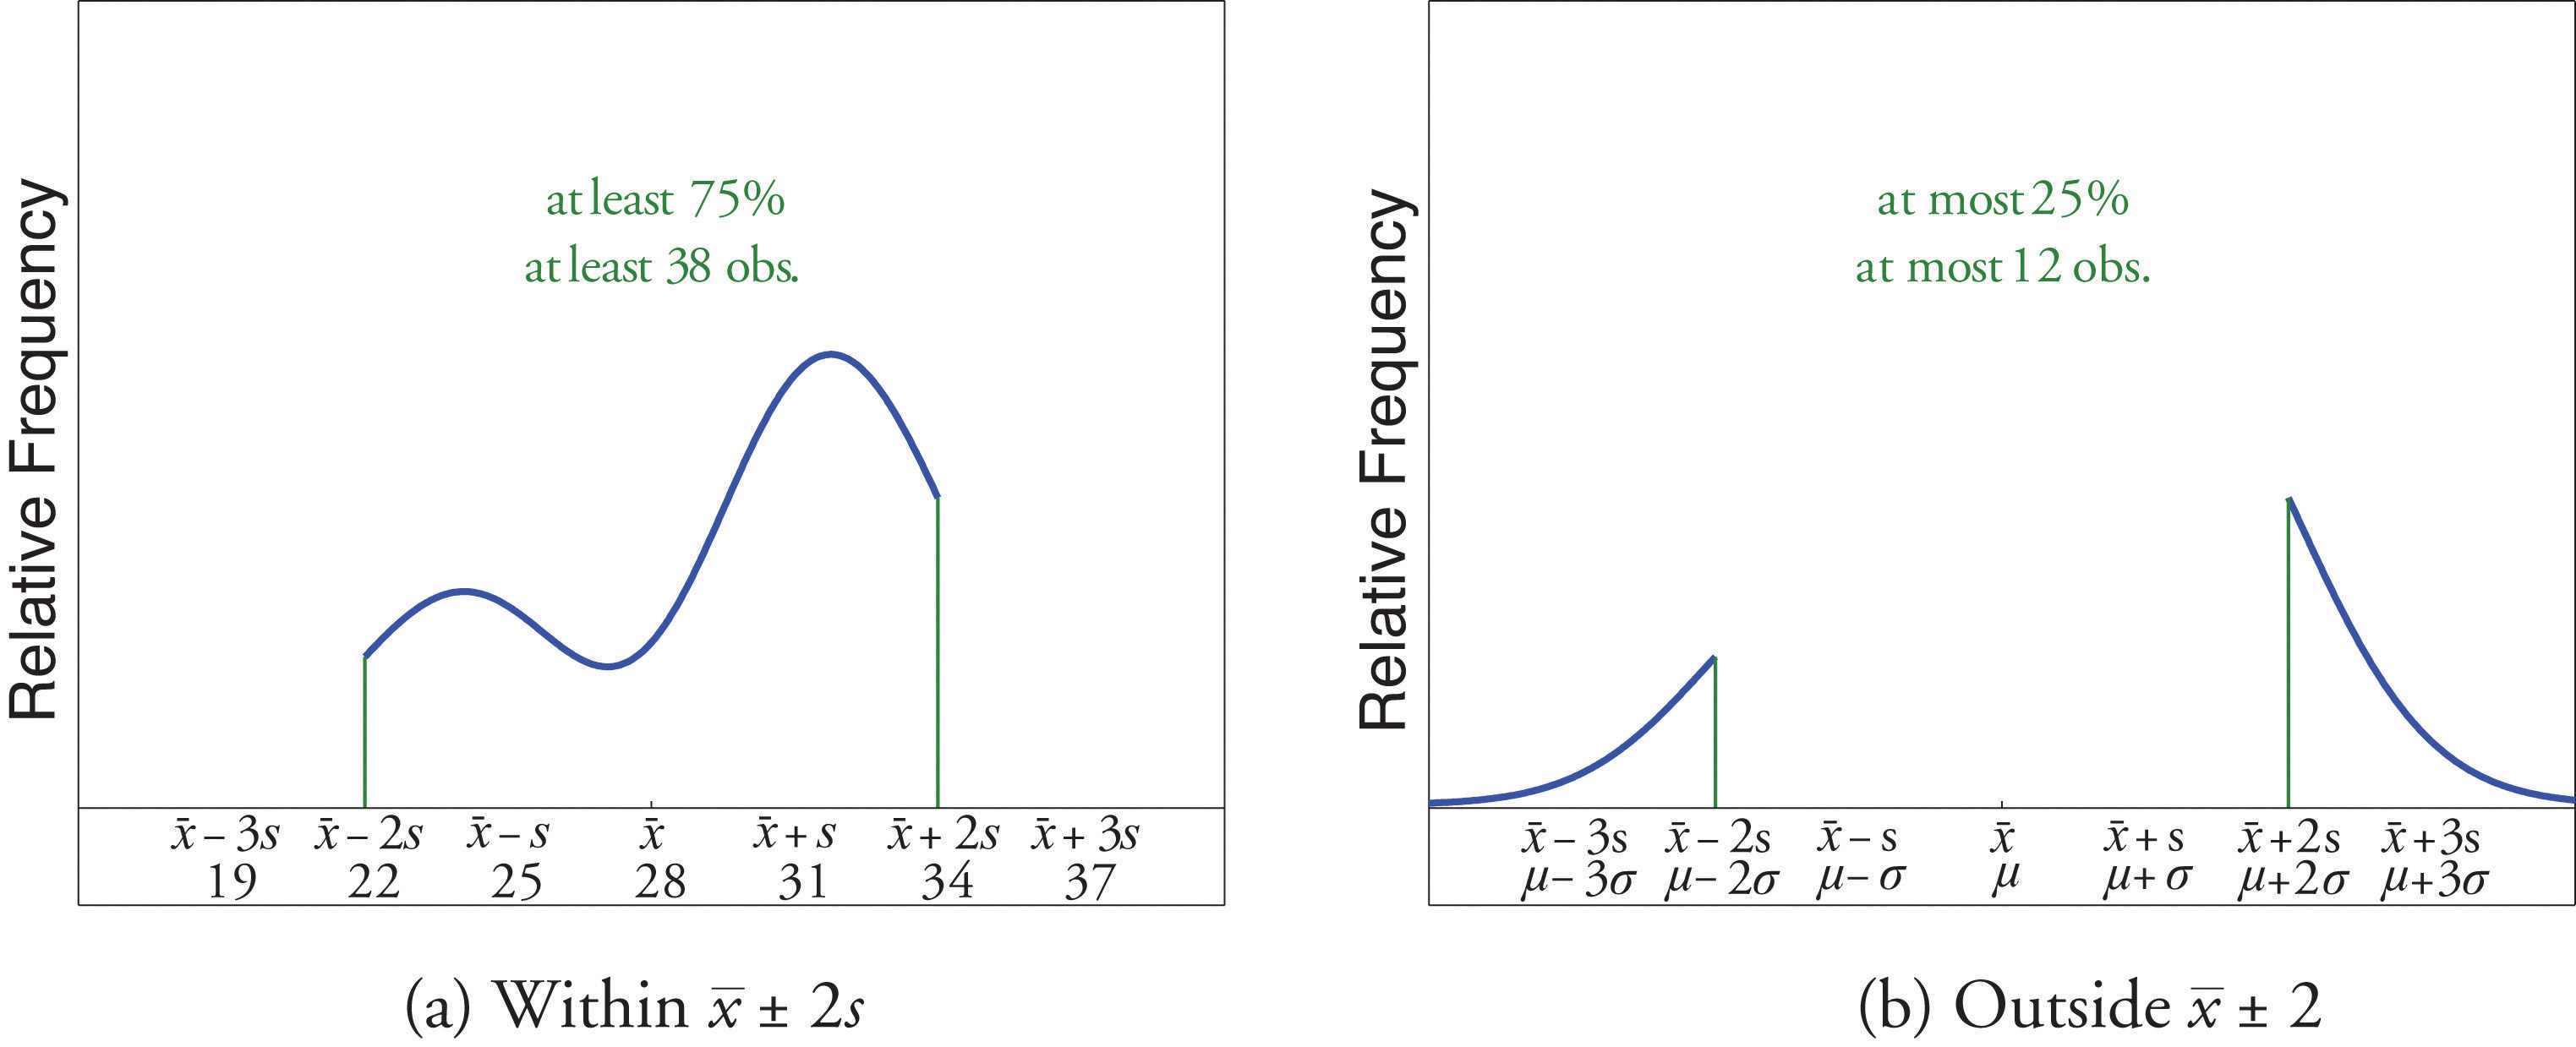 Relative Frequency
at least 75%
at least 38 obs.
x̄ – 3s x̄ – 2s x̄ – s x̄ x̄ + s x̄ + 2s x̄ + 3s
19 22 25 28 31 34 37
(a) Within x̄ ± 2s
Relative Frequency
at most 25%
at most 12 obs.
x̄ – 3s x̄ – 2s x̄ – s x̄ x̄ + s x̄ +2s x̄ +3s
μ– 3σ μ– 2σ μ– σ μ μ+ σ μ+2σ μ+3σ
(b) Outside x̄ ± 2